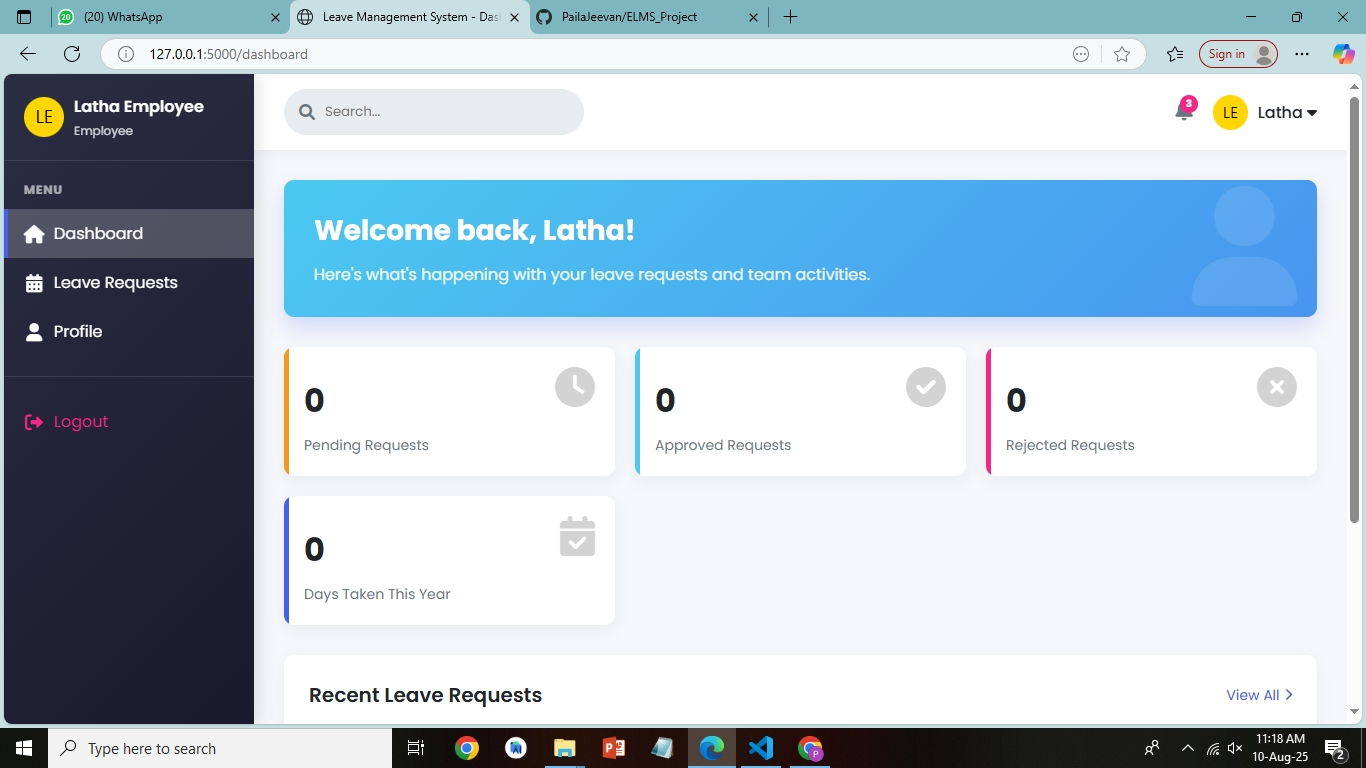 20
(20) WhatsApp
Leave Management System - Das
PailaJeevan/ELMS_Project
127.0.0.1:5000/dashboard
Sign in
LE
Latha Employee
Employee
Search...
3
LE
Latha
MENU
Dashboard
Leave Requests
Profile
Logout
Welcome back, Latha!
Here's what's happening with your leave requests and team activities.
0
Pending Requests
0
Approved Requests
0
Rejected Requests
0
Days Taken This Year
Recent Leave Requests
View All
Type here to search
P
P
11:18 AM
10-Aug-25
2